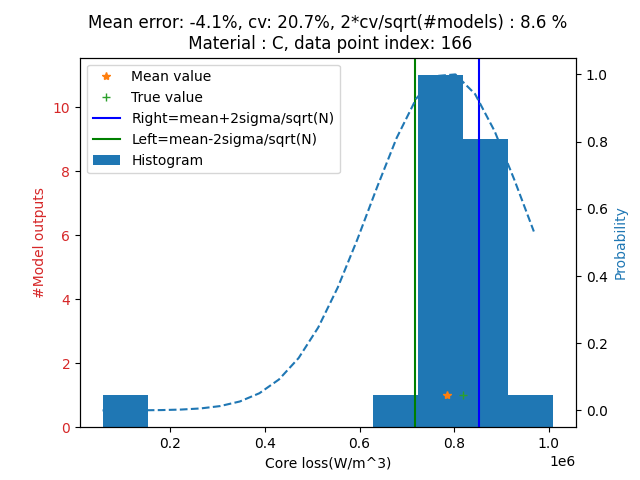 Mean error: -4.1%, cv: 20.7%, 2*cv/sqrt(#models) : 8.6 %
Material : C, data point index: 166
Mean value
True value
Right=mean+2sigma/sqrt(N)
Left=mean-2sigma/sqrt(N)
Histogram
#Model outputs
10
8
6
4
2
0
1.0
0.8
0.6
0.4
0.2
0.0
Probability
0.2
0.4
0.6
0.8
1.0
1e6
Core loss(W/m^3)